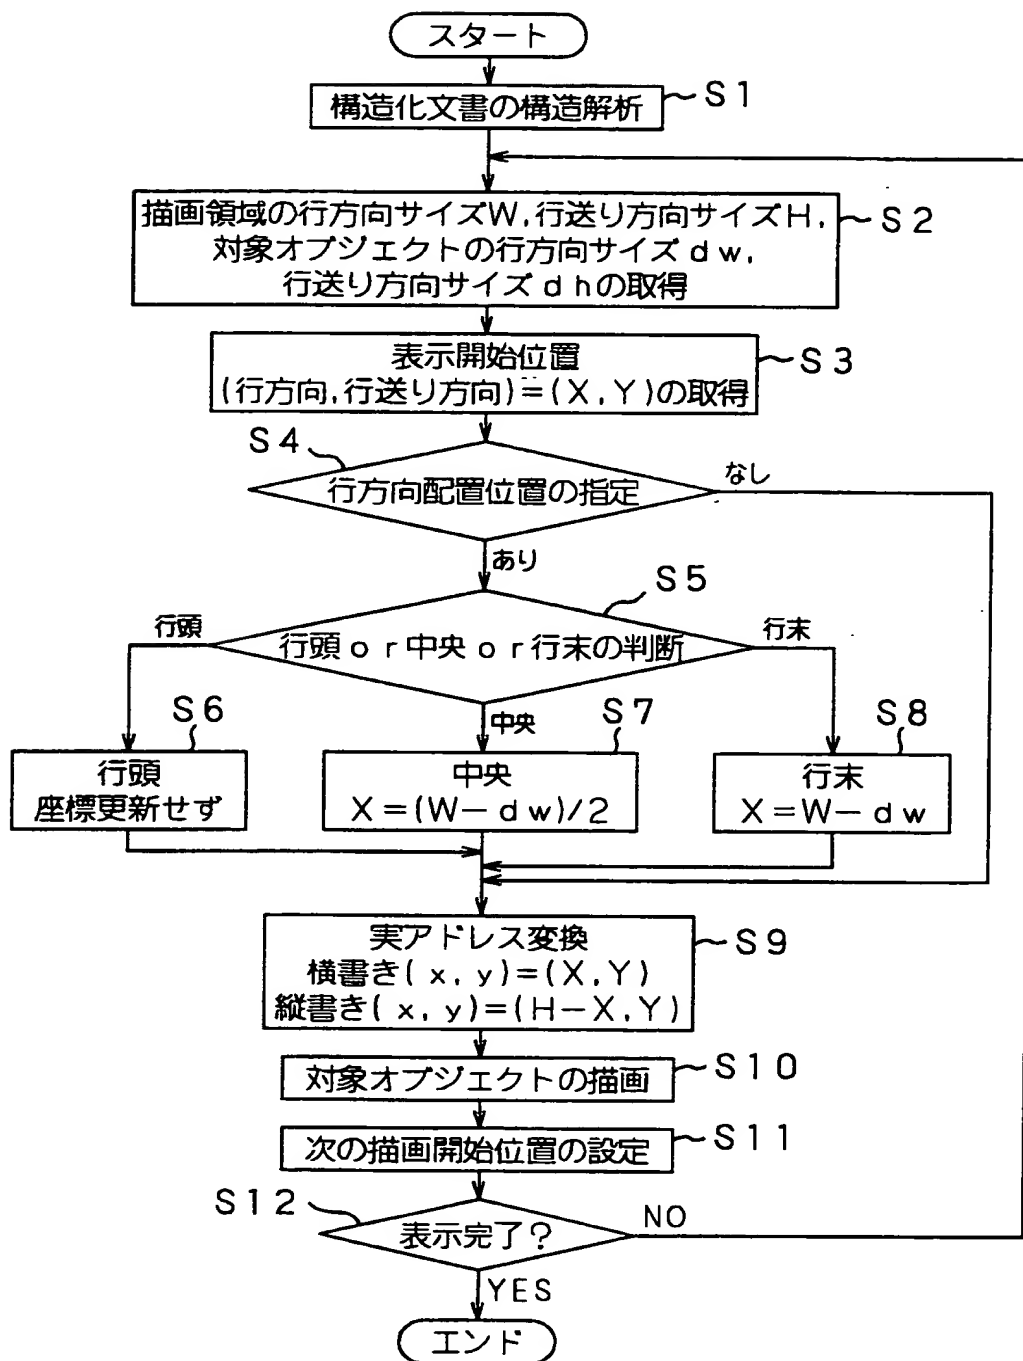 スタート
構造化文書の構造解析
S1
描画領域の行方向サイズW,行送り方向サイズH,
対象オブジェクトの行方向サイズdw,
行送り方向サイズdhの取得
S2
表示開始位置
(行方向,行送り方向)=(X,Y)の取得
S3
S4
行方向配置位置の指定
なし
あり
S5
行頭
行頭or中央or行末の判断
行末
中央
S6
行頭
座標更新せず
S7
中央
X=(W-dw)/2
S8
行末
X=W-dw
実アドレス変換
横書き(x,y)=(X,Y)
縦書き(x,y)=(H-X,Y)
S9
対象オブジェクトの描画
S10
次の描画開始位置の設定
S11
S12
表示完了?
NO
YES
エンド